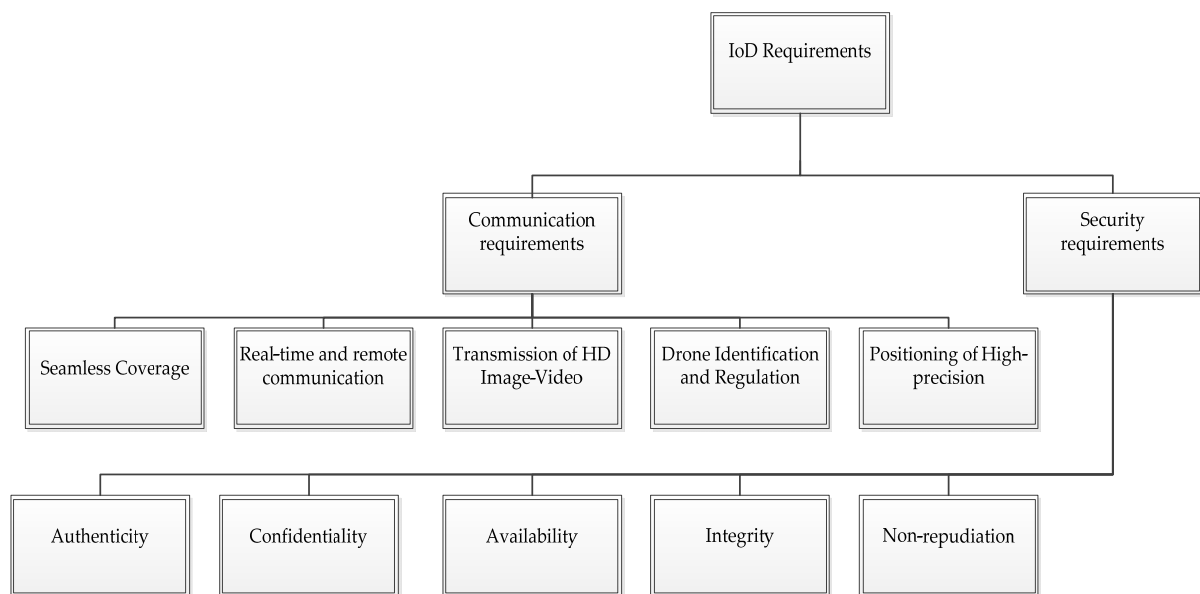 IoD Requirements
Communication
requirements
Security
requirements
Seamless Coverage
Real-time and remote
communication
Transmission of HD
Image-Video
Drone Identification
and Regulation
Positioning of High-
precision
Authenticity
Confidentiality
Availability
Integrity
Non-repudiation